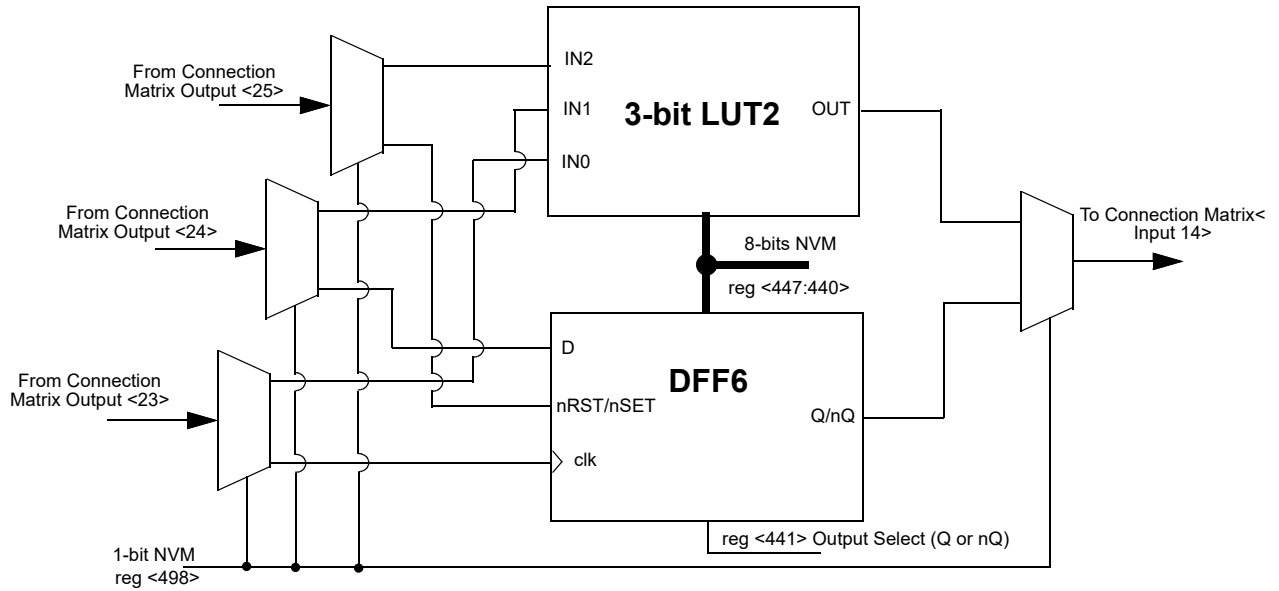 From Connection
Matrix Output <25>
IN2
IN1
IN0
3-bit LUT2
OUT
From Connection
Matrix Output <24>
To Connection Matrix<
Input 14>
8-bits NVM
reg <447:440>
D
DFF6
From Connection
Matrix Output <23>
nRST/nSET
Q/nQ
clk
reg <441> Output Select (Q or nQ)
1-bit NVM
reg <498>